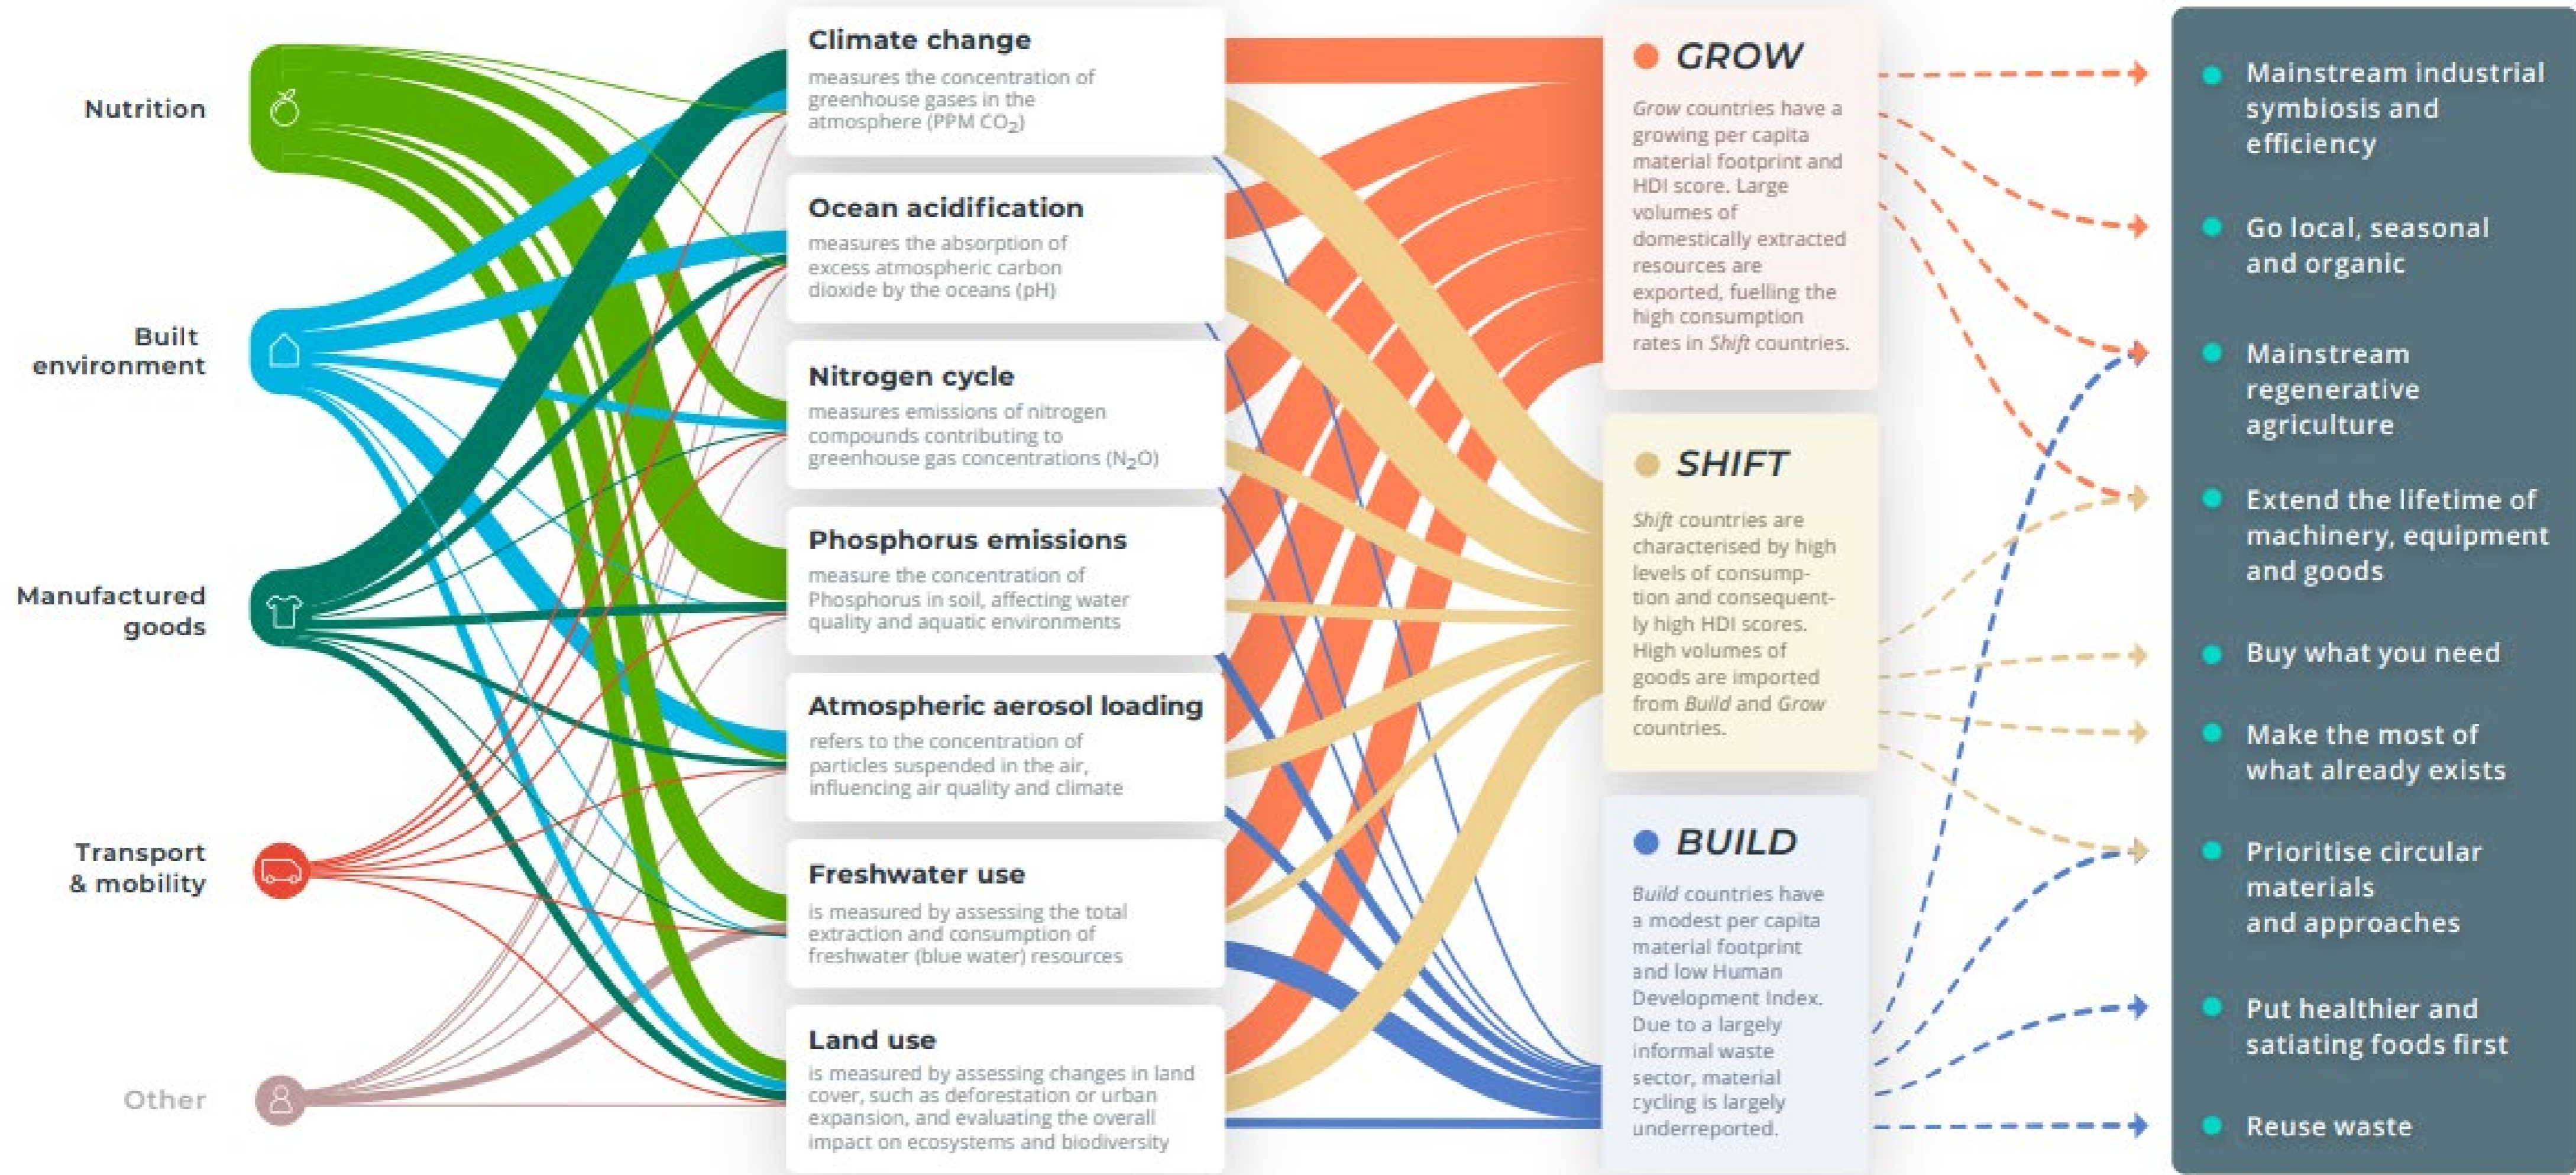 Nutrition
Built
environment
Manufactured
goods
Transport
& mobility
Other
Climate change
measures the concentration of
greenhouse gases in the
atmosphere (PPM CO₂)
Ocean acidification
measures the absorption of
excess atmospheric carbon
dioxide by the oceans (pH)
Nitrogen cycle
measures emissions of nitrogen
compounds contributing to
greenhouse gas concentrations (N₂O)
Phosphorus emissions
measure the concentration of
Phosphorus in soil, affecting water
quality and aquatic environments
Atmospheric aerosol loading
refers to the concentration of
particles suspended in the air,
influencing air quality and climate
Freshwater use
is measured by assessing the total
extraction and consumption of
freshwater (blue water) resources
Land use
is measured by assessing changes in land
cover, such as deforestation or urban
expansion, and evaluating the overall
impact on ecosystems and biodiversity
GROW
Grow countries have a
growing per capita
material footprint and
HDI score. Large
volumes of
domestically extracted
resources are
exported, fuelling the
high consumption
rates in Shift countries.
SHIFT
Shift countries are
characterised by high
levels of consump-
tion and consequent-
ly high HDI scores.
High volumes of
goods are imported
from Build and Grow
countries.
BUILD
Build countries have
a modest per capita
material footprint
and low Human
Development Index.
Due to a largely
informal waste
sector, material
cycling is largely
underreported.
Mainstream industrial
symbiosis and
efficiency
Go local, seasonal
and organic
Mainstream
regenerative
agriculture
Extend the lifetime of
machinery, equipment
and goods
Buy what you need
Make the most of
what already exists
Prioritise circular
materials
and approaches
Put healthier and
satiating foods first
Reuse waste